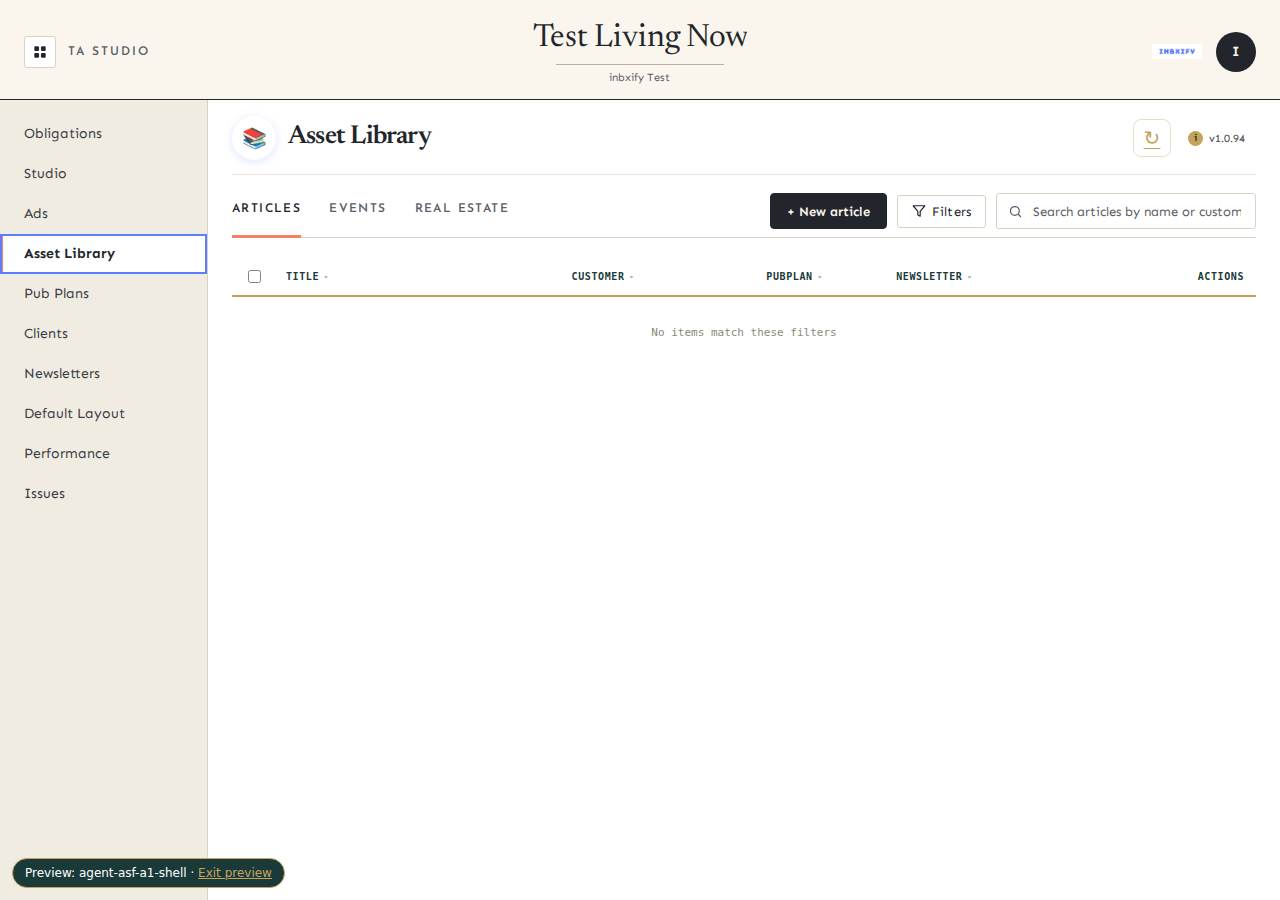 TA STUDIO
Test Living Now
inbxify Test
INBXIFY
I
Obligations
Studio
Ads
Asset Library
Pub Plans
Clients
Newsletters
Default Layout
Performance
Issues
Asset Library
↻
i v1.0.94
ARTICLES EVENTS REAL ESTATE
+ New article
Filters
Search articles by name or custom
TITLE CUSTOMER PUBPLAN NEWSLETTER ACTIONS
No items match these filters
Preview: agent-asf-a1-shell · Exit preview